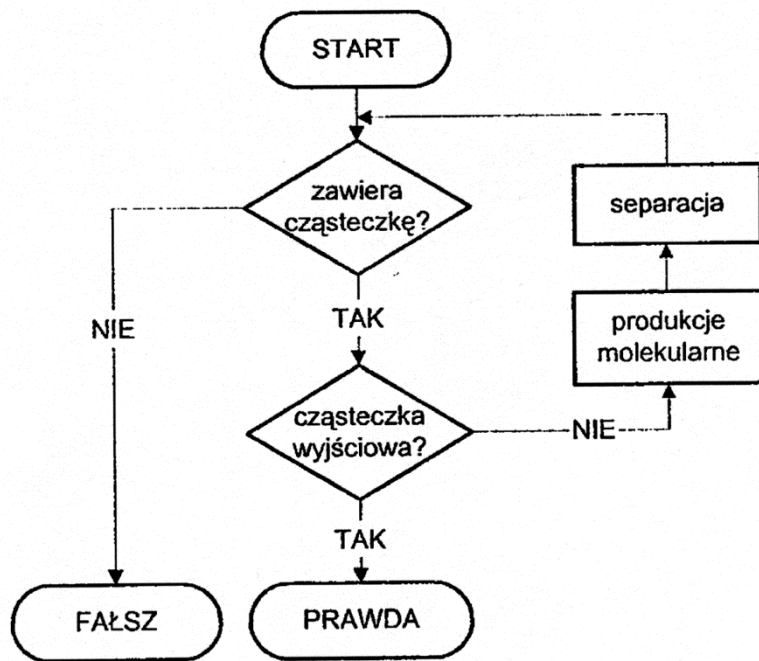 START
zawiera
cząsteczkę?
separacja
NIE
TAK
produkcje
molekularne
cząsteczka
wyjściowa?
NIE
TAK
FAŁSZ
PRAWDA